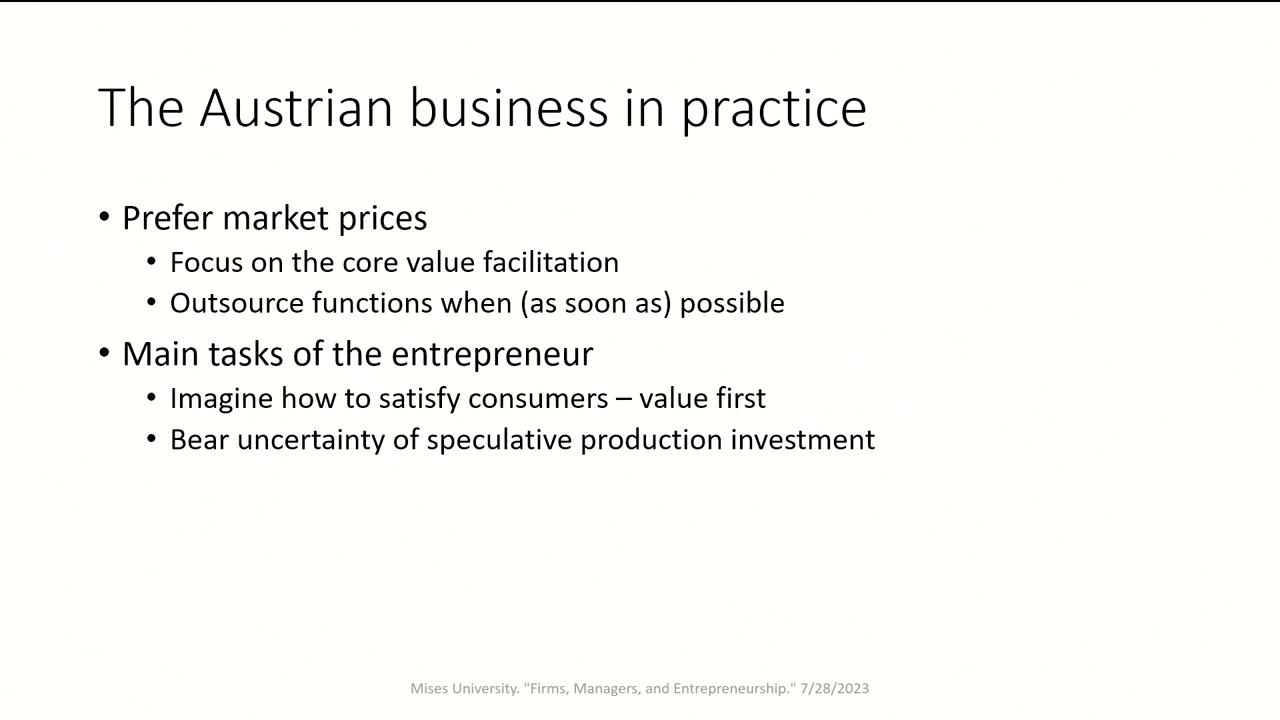 The Austrian business in practice
• Prefer market prices
• Focus on the core value facilitation
• Outsource functions when (as soon as) possible
• Main tasks of the entrepreneur
• Imagine how to satisfy consumers – value first
• Bear uncertainty of speculative production investment
Mises University. "Firms, Managers, and Entrepreneurship." 7/28/2023